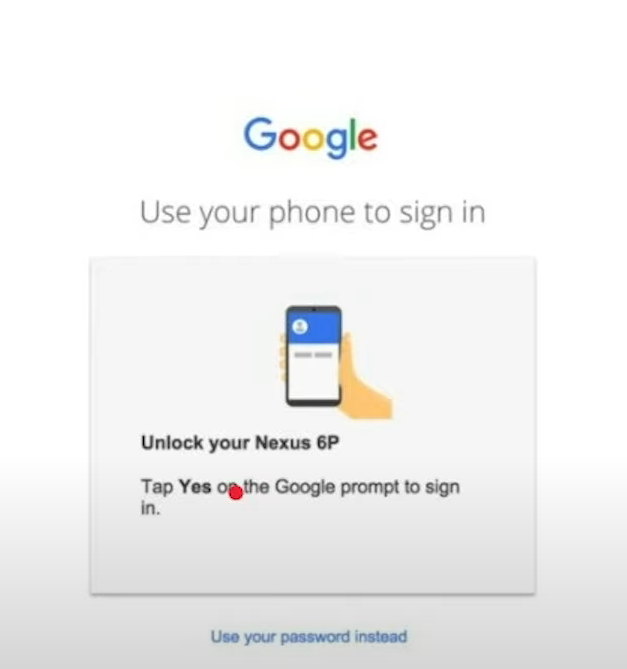 Google
Use your phone to sign in
Unlock your Nexus 6P
Tap Yes on the Google prompt to sign
in.
Use your password instead